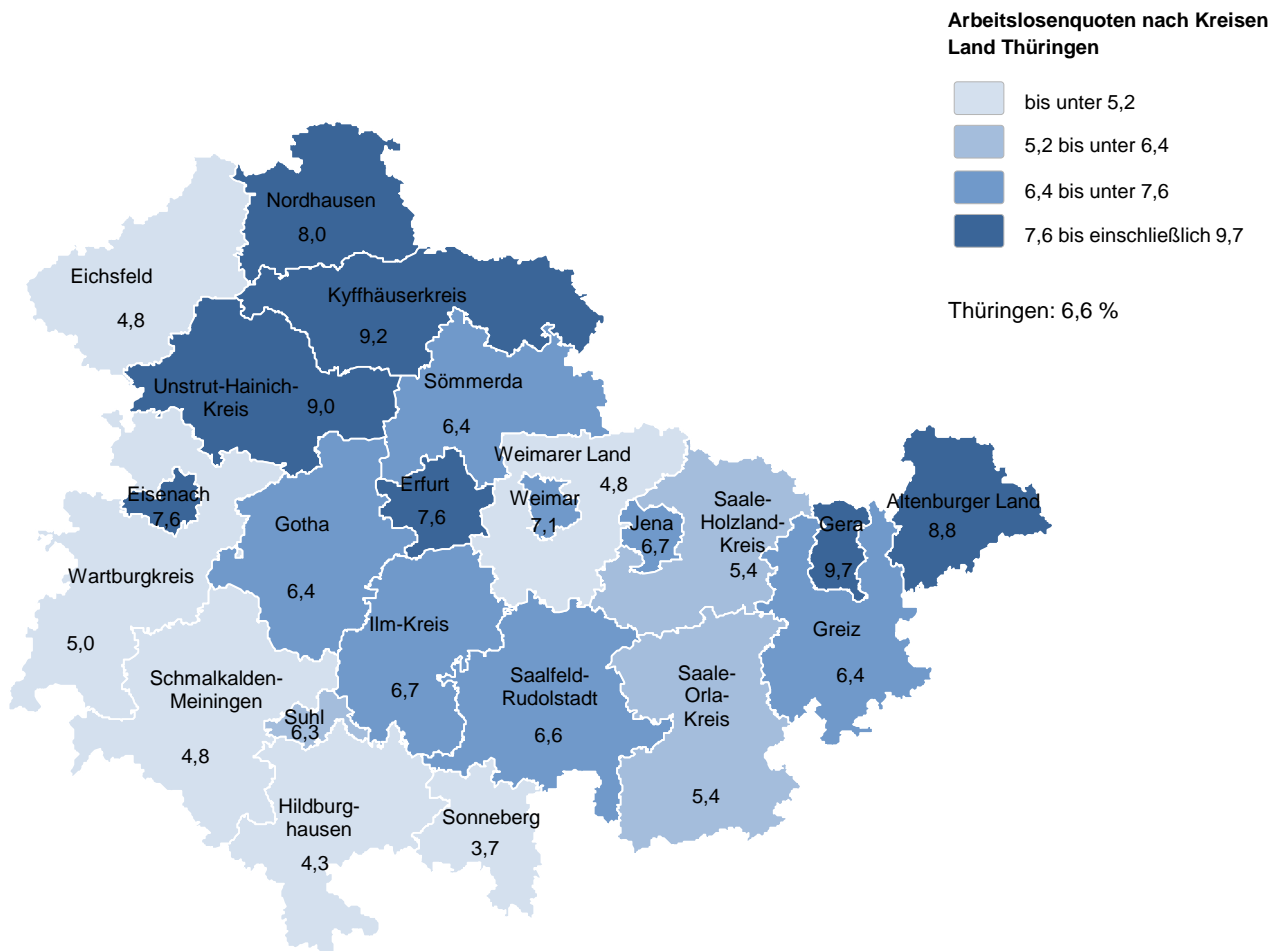 Arbeitslosenquoten nach Kreisen
Land Thüringen
bis unter 5,2
5,2 bis unter 6,4
6,4 bis unter 7,6
7,6 bis einschließlich 9,7
Thüringen: 6,6 %
Nordhausen
8,0
Eichsfeld
4,8
Kyffhäuserkreis
9,2
Unstrut-Hainich-
Kreis
9,0
Sömmerda
6,4
Weimarer Land
4,8
Eisenach
7,6
Erfurt
7,6
Weimar
7,1
Gotha
6,4
Jena
6,7
Saale-
Holzland-
Kreis
5,4
Gera
9,7
Altenburger Land
8,8
Wartburgkreis
5,0
Ilm-Kreis
6,7
Greiz
6,4
Schmalkalden-
Meiningen
4,8
Suhl
6,3
Saalfeld-
Rudolstadt
6,6
Saale-
Orla-
Kreis
5,4
Hildburg-
hausen
4,3
Sonneberg
3,7